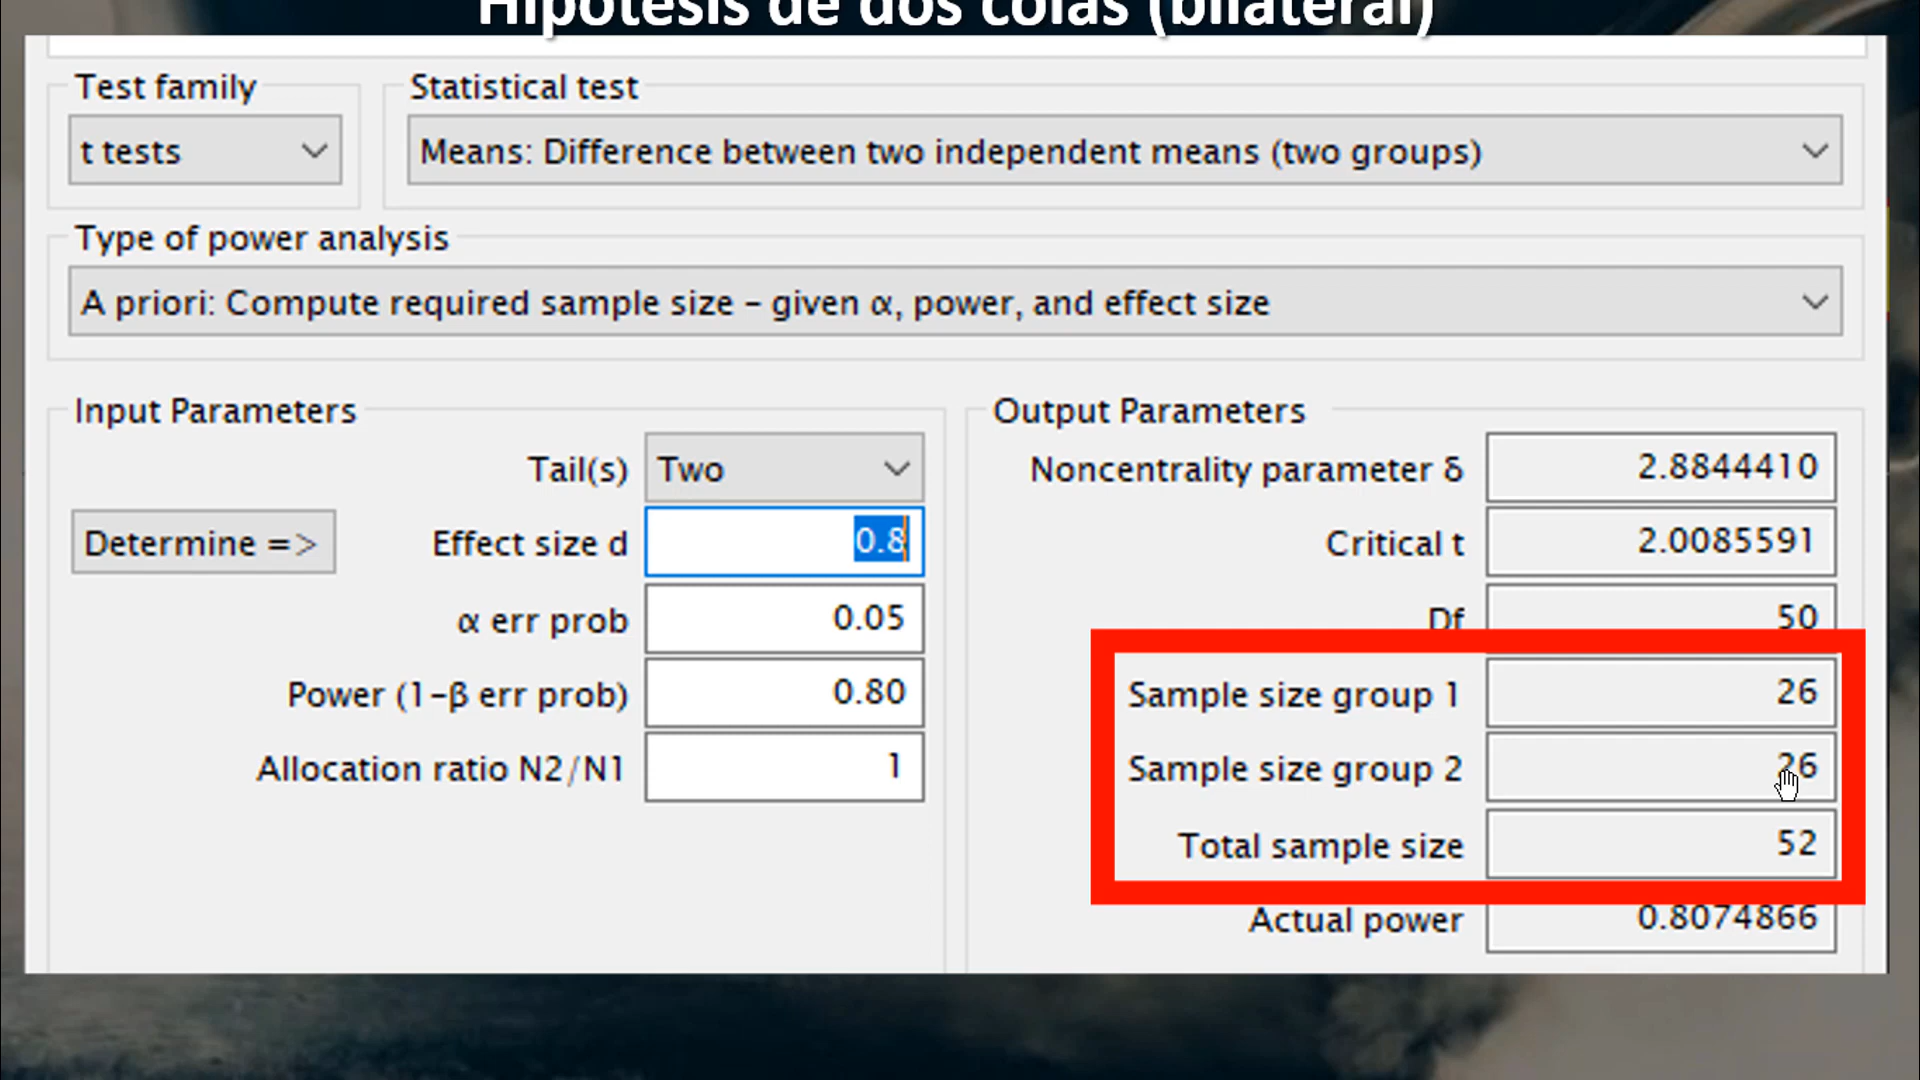 Hipótesis de dos colas (bilateral)
Test family
Statistical test
t tests
Means: Difference between two independent means (two groups)
Type of power analysis
A priori: Compute required sample size – given α, power, and effect size
Input Parameters
Tail(s) Two
Determine => Effect size d 0.8
α err prob 0.05
Power (1–β err prob) 0.80
Allocation ratio N2/N1 1
Output Parameters
Noncentrality parameter δ 2.8844410
Critical t 2.0085591
Df 50
Sample size group 1 26
Sample size group 2 26
Total sample size 52
Actual power 0.8074866